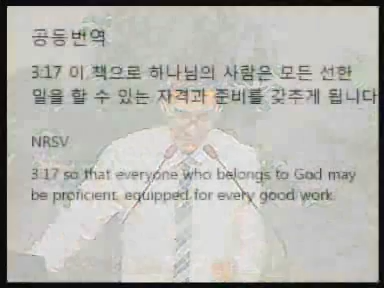 공동번역
3:17 이 책으로 하나님의 사람은 모든 선한
일을 할 수 있는 자격과 준비를 갖추게 됩니다
NRSV
3:17 so that everyone who belongs to God may
be proficient, equipped for every good work.